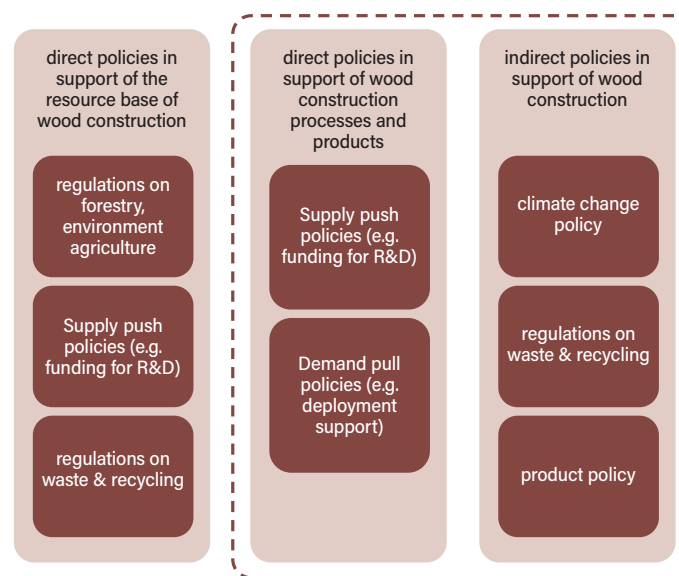 direct policies in
support of the
resource base of
wood construction
regulations on
forestry,
environment
agriculture
Supply push
policies (e.g.
funding for R&D)
regulations on
waste & recycling
direct policies in
support of wood
construction
processes and
products
Supply push
policies (e.g.
funding for R&D)
Demand pull
policies (e.g.
deployment
support)
indirect policies in
support of wood
construction
climate change
policy
regulations on
waste & recycling
product policy